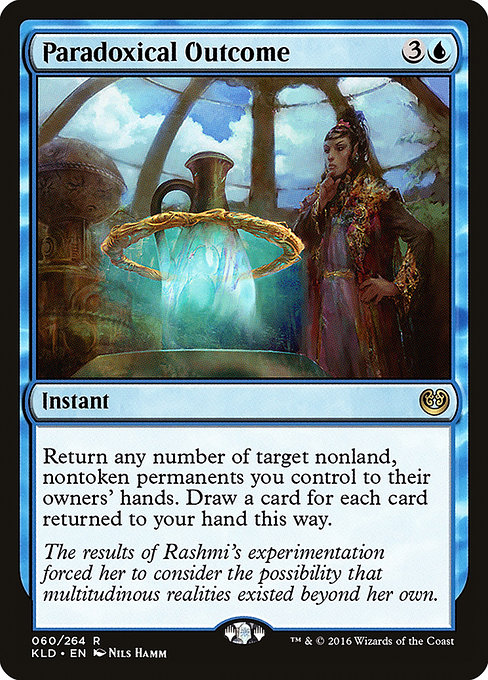 Paradoxical Outcome 3
Instant
Return any number of target nonland,
nontoken permanents you control to their
owners' hands. Draw a card for each card
returned to your hand this way.
The results of Rashmi's experimentation
forced her to consider the possibility that
multitudinous realities existed beyond her own.
060/264 R
KLD • EN Nils Hamm
™ & © 2016 Wizards of the Coast